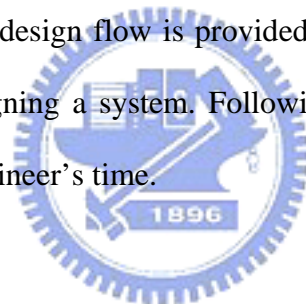 design flow is provided
gning a system. Followi
ineer's time.
1896